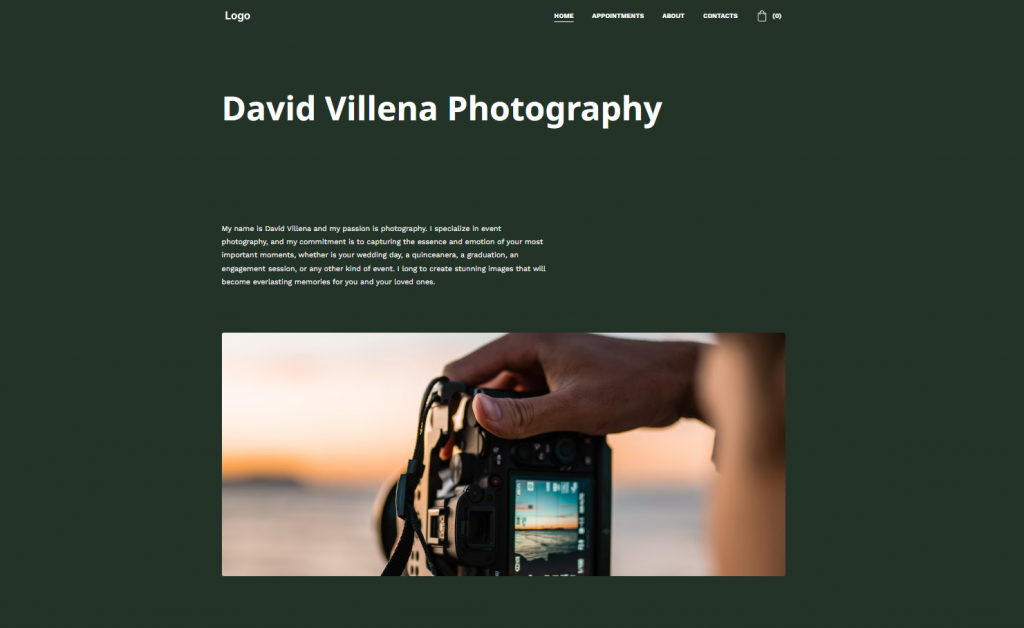 Logo
HOME APPOINTMENTS ABOUT CONTACTS (0)
David Villena Photography
My name is David Villena and my passion is photography. I specialize in event
photography, and my commitment is to capturing the essence and emotion of your most
important moments, whether is your wedding day, a quinceanera, a graduation, an
engagement session, or any other kind of event. I long to create stunning images that will
become everlasting memories for you and your loved ones.